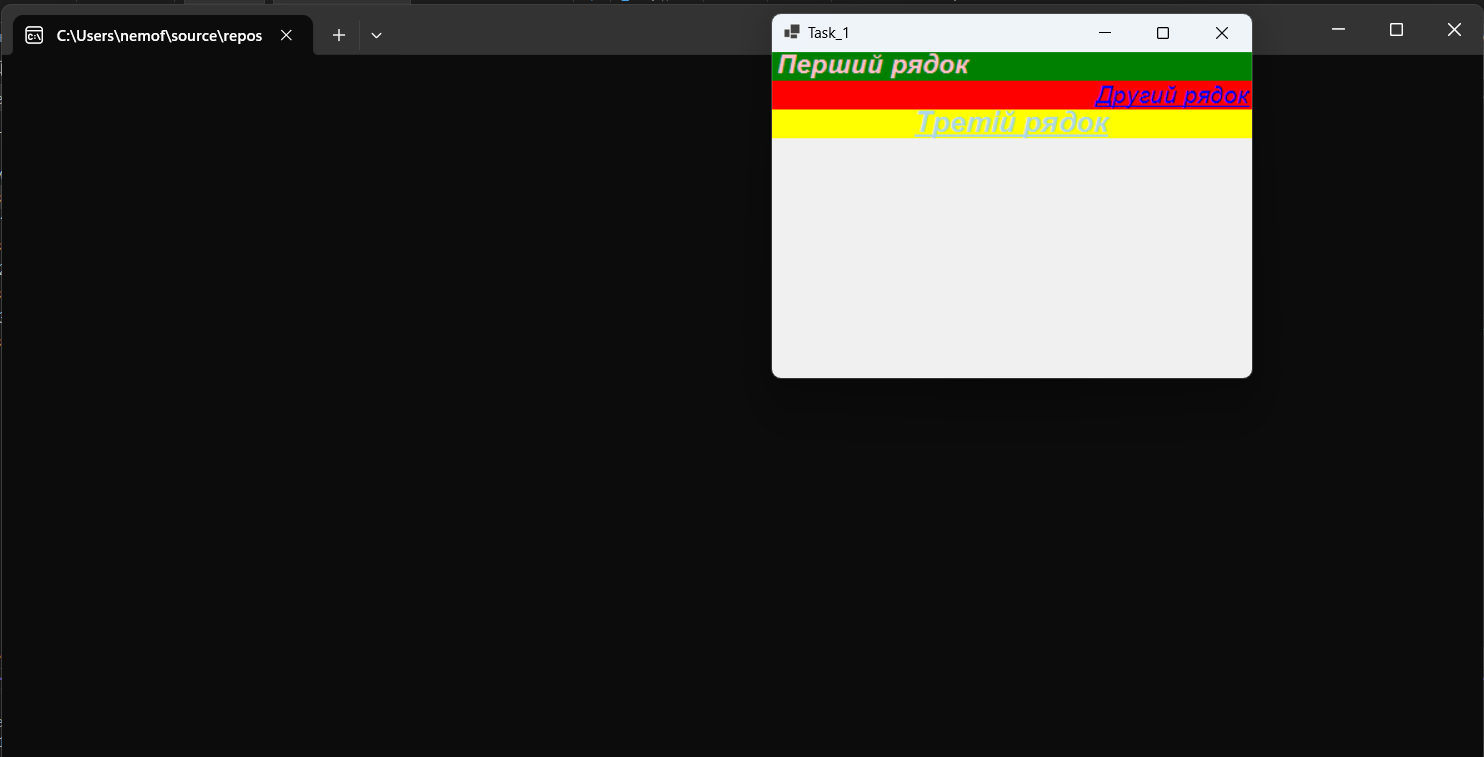 C:\Users\nemof\source\repos
Task_1
Перший рядок
Другий рядок
Третій рядок